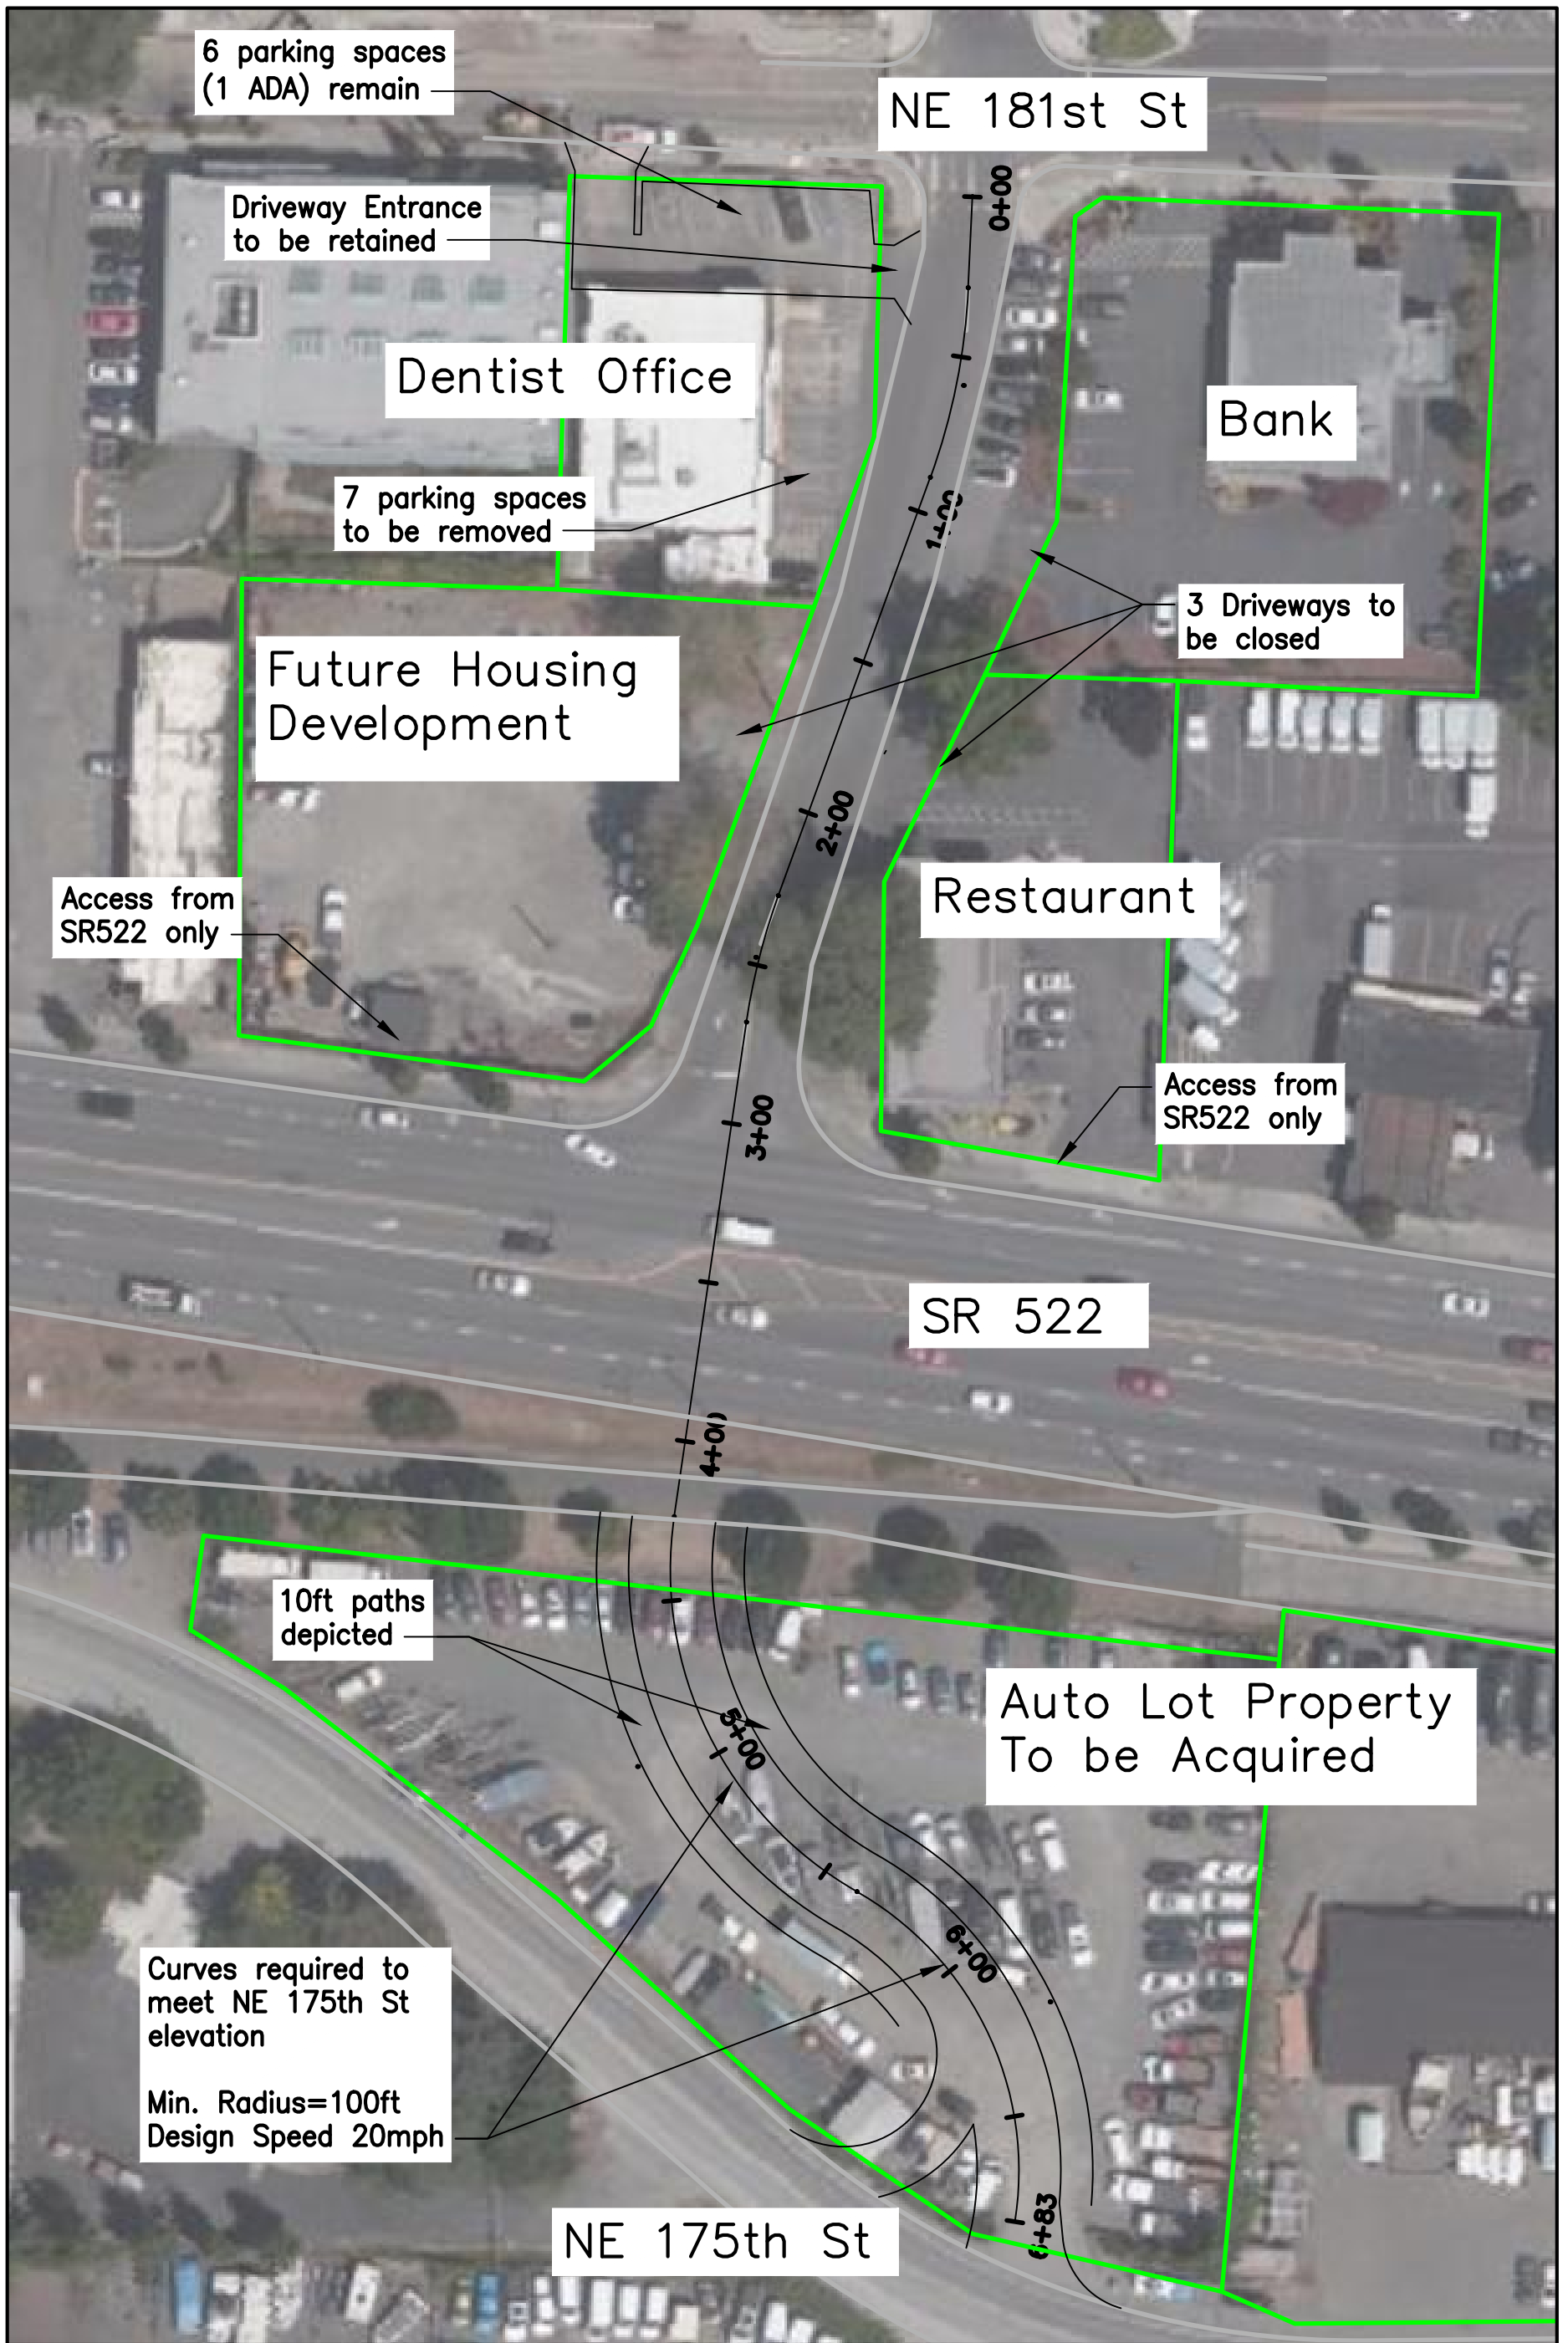 6 parking spaces
(1 ADA) remain
NE 181st St
0+00
Driveway Entrance
to be retained
Dentist Office
Bank
7 parking spaces
to be removed
1+00
3 Driveways to
be closed
Future Housing
Development
2+00
Restaurant
Access from
SR522 only
Access from
SR522 only
3+00
SR 522
4+00
10ft paths
depicted
5+00
Auto Lot Property
To be Acquired
6+00
Curves required to
meet NE 175th St
elevation
Min. Radius=100ft
Design Speed 20mph
6+83
NE 175th St